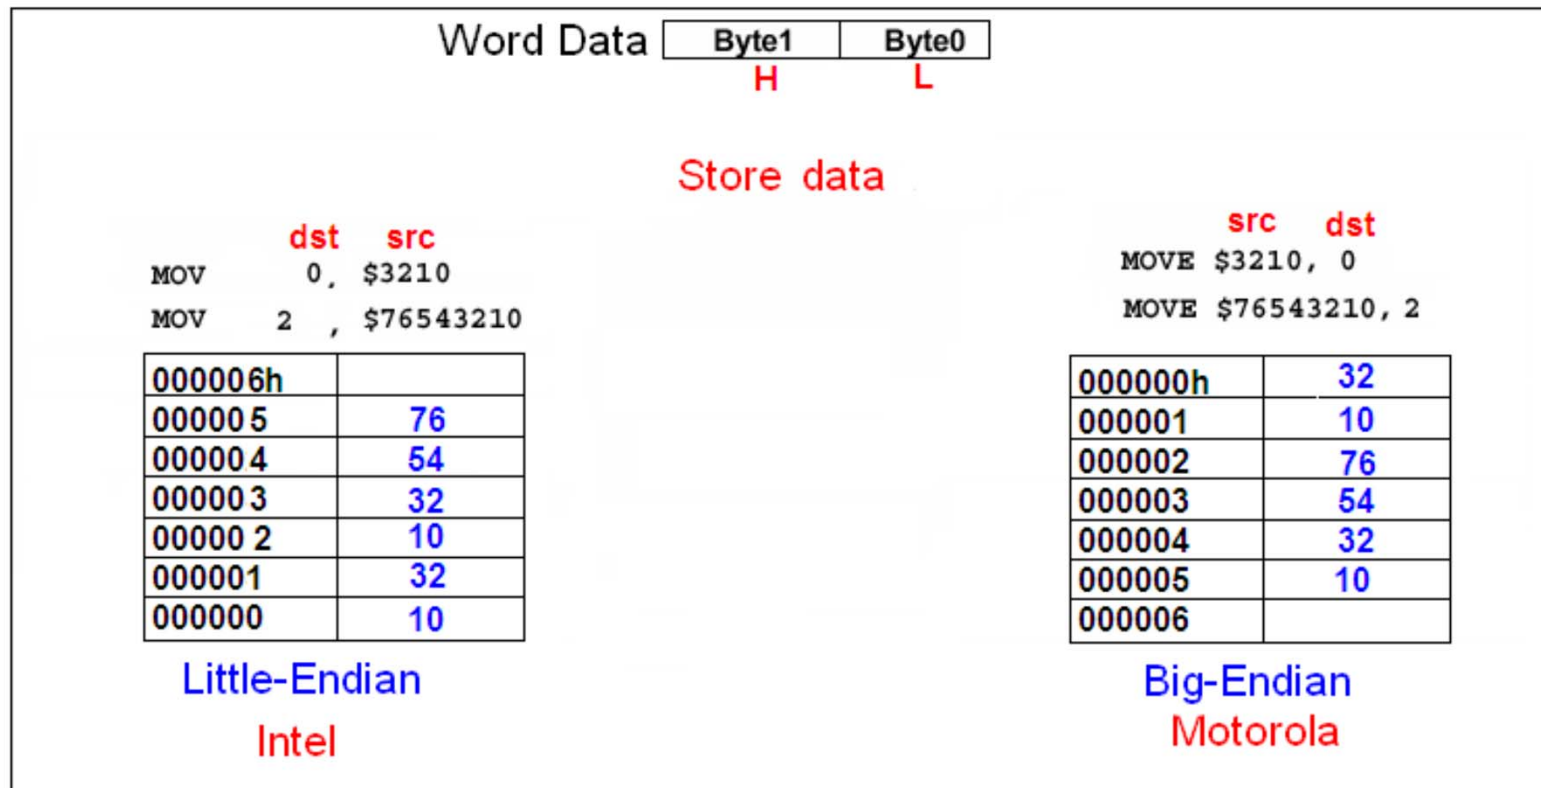 Word Data Byte1 Byte0
H L
Store data
dst src
MOV 0, $3210
MOV 2 , $76543210
000006h
000005 76
000004 54
000003 32
000002 10
000001 32
000000 10
Little-Endian
Intel
src dst
MOVE $3210, 0
MOVE $76543210, 2
000000h 32
000001 10
000002 76
000003 54
000004 32
000005 10
000006
Big-Endian
Motorola